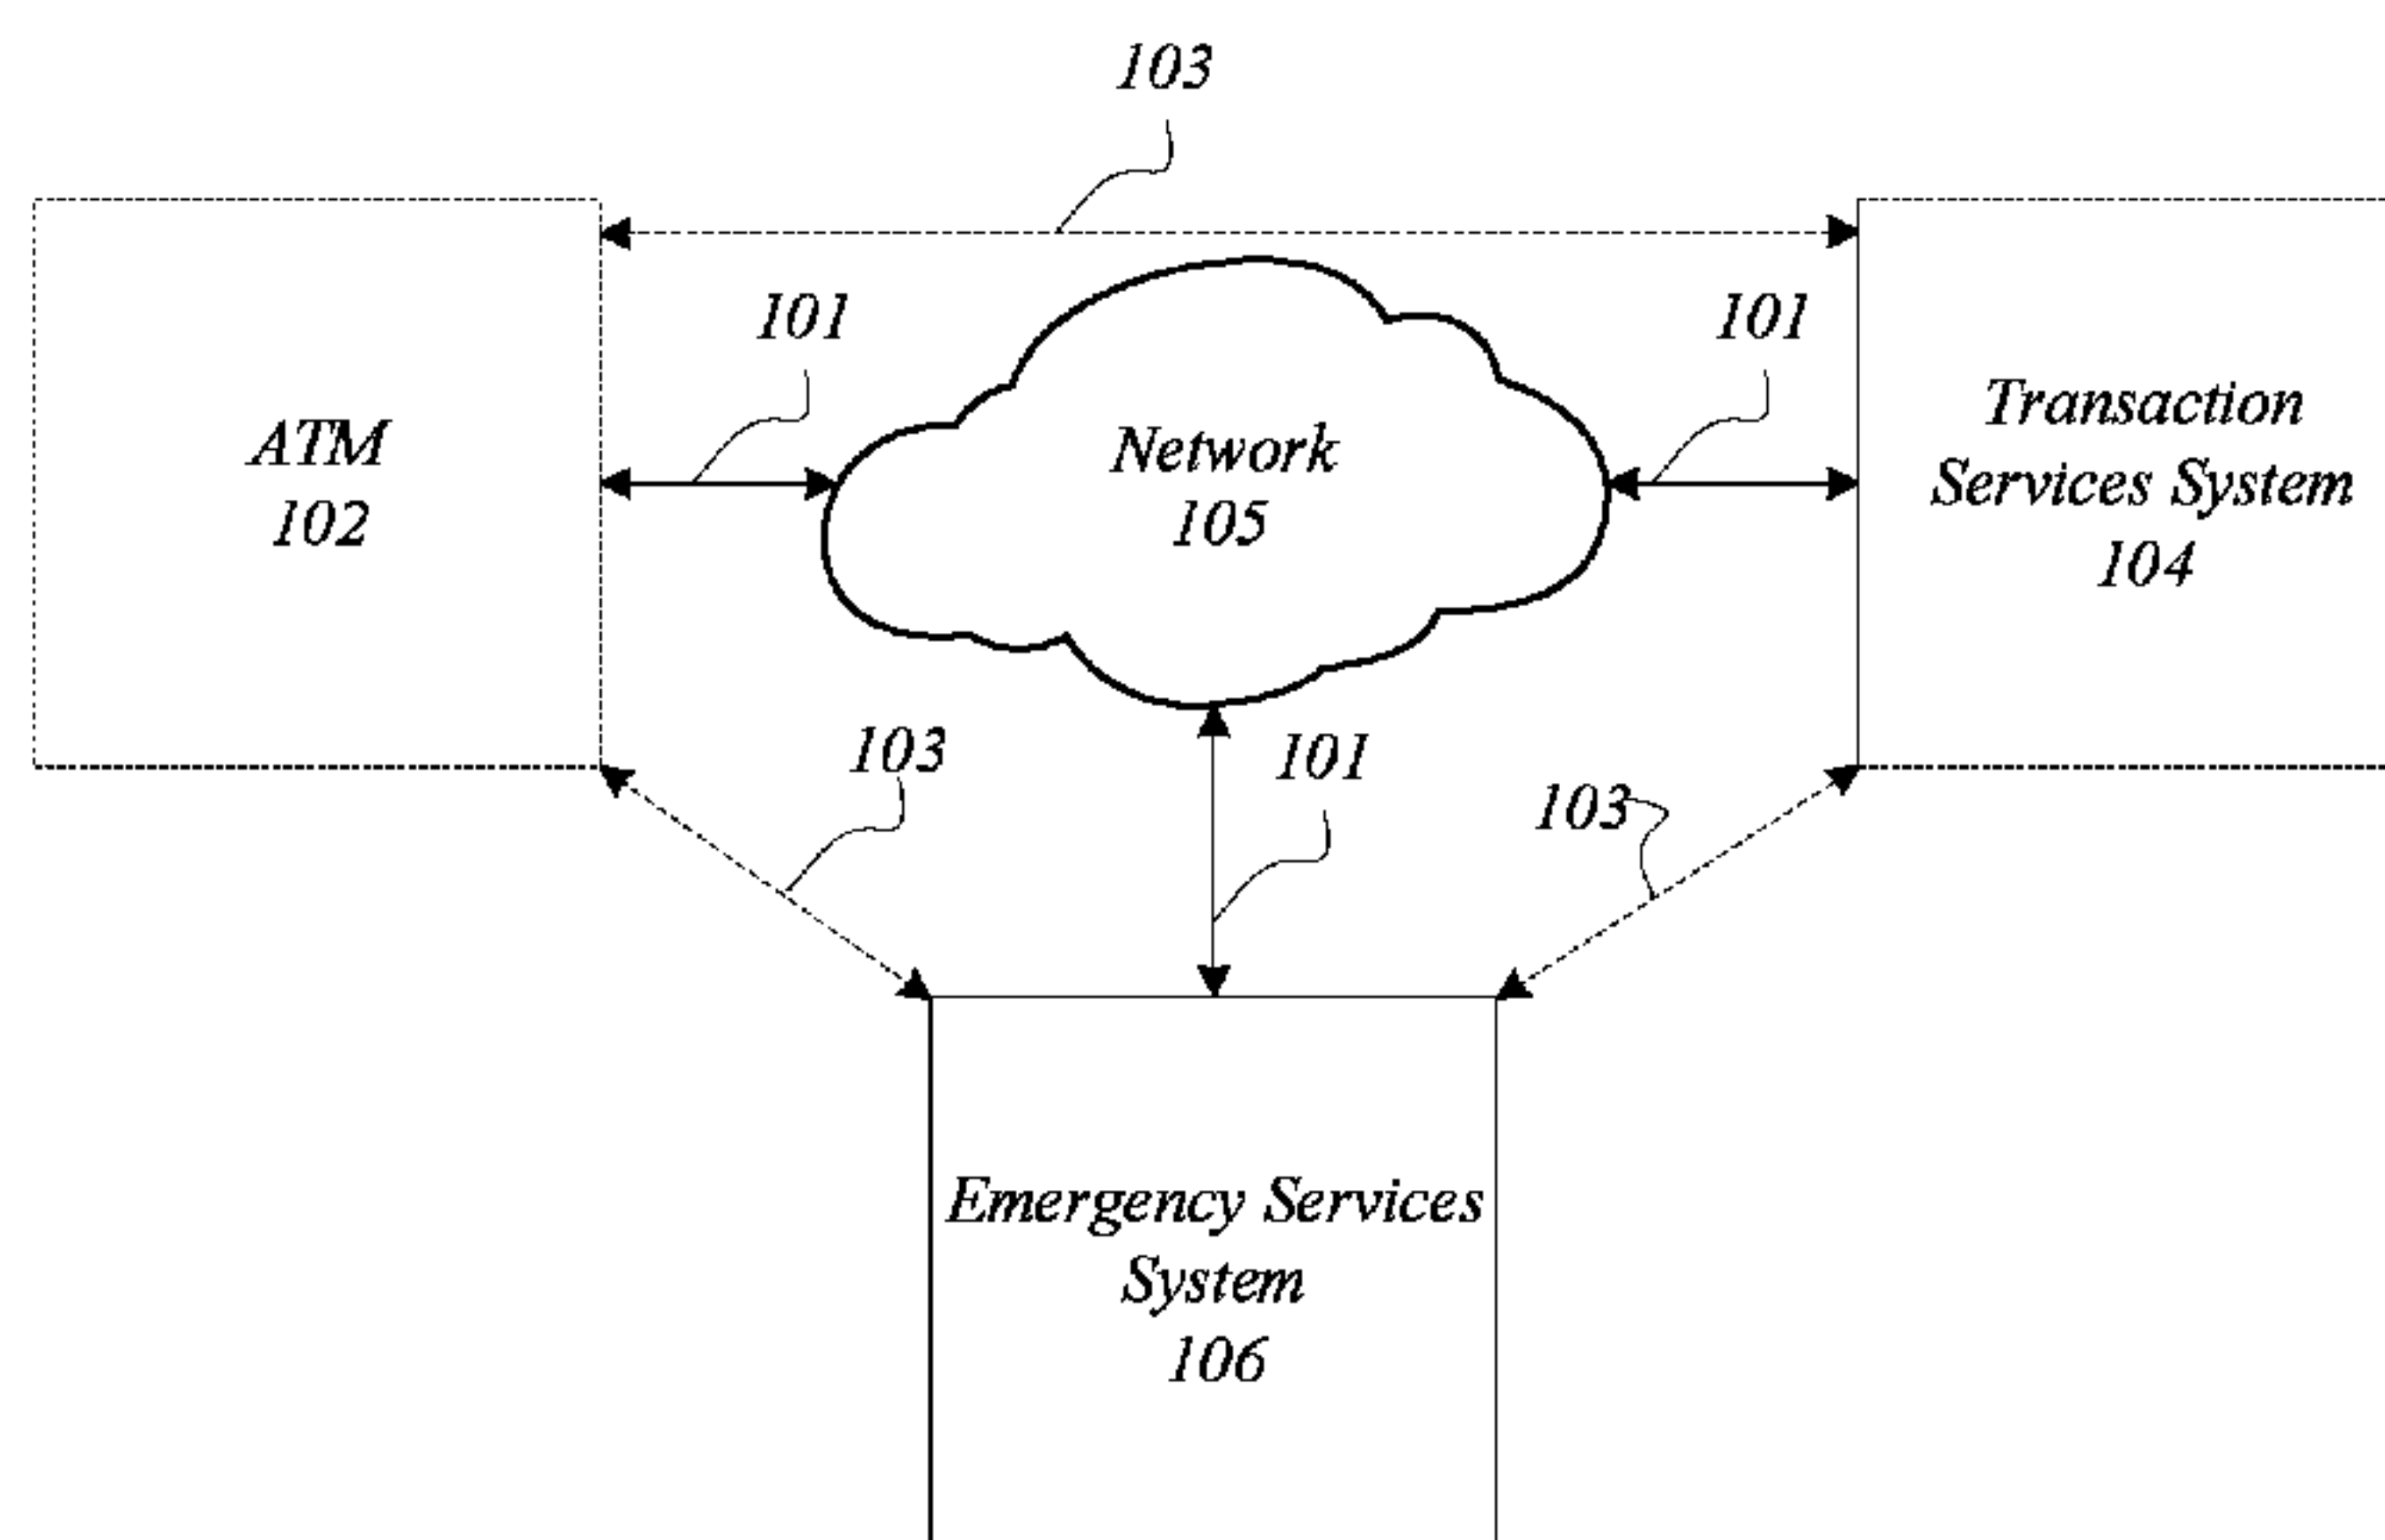 103
101
101
ATM
102
Network
105
Transaction
Services System
104
103
101
103
Emergency Services
System
106